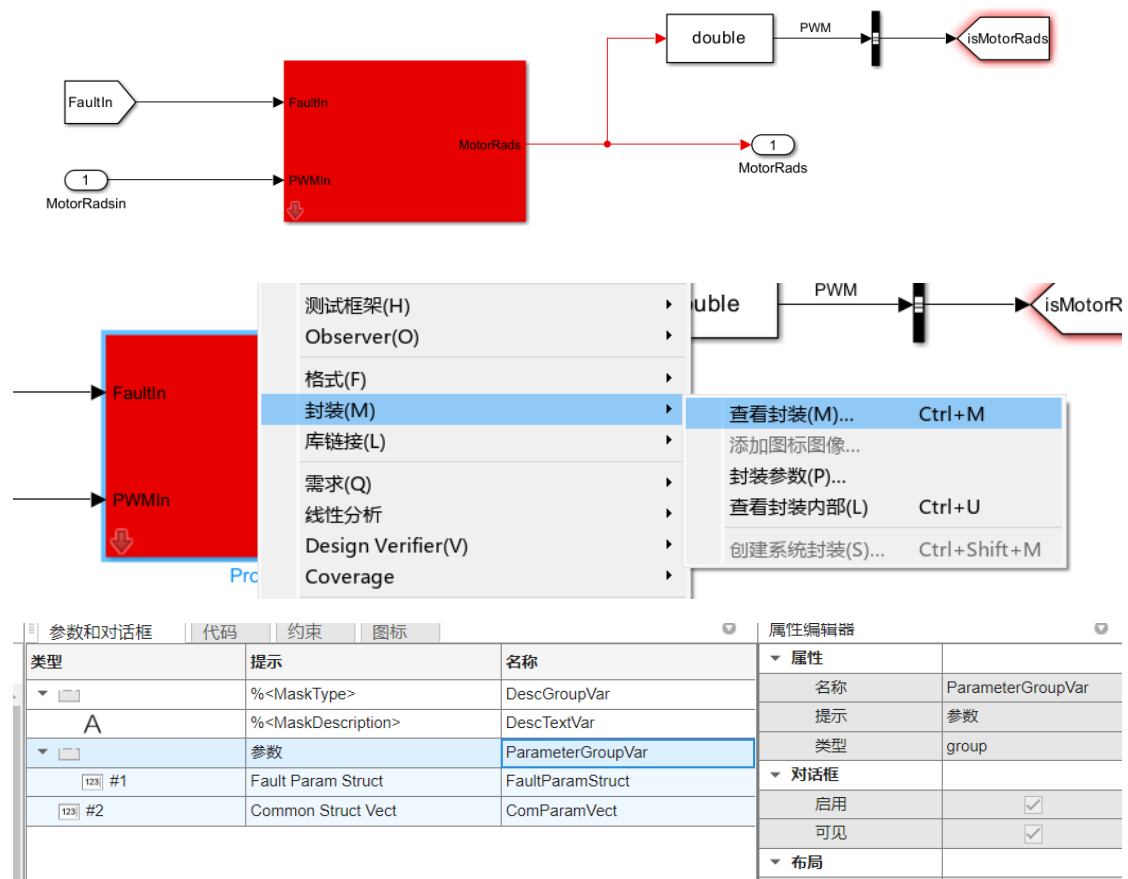 double
PWM
isMotorRads
FaultIn
FaultIn
MotorRads
1
MotorRads
1
MotorRadsin
PWMIn
测试框架(H)
Observer(O)
格式(F)
封装(M)
库链接(L)
需求(Q)
线性分析
Design Verifier(V)
Coverage
uble
PWM
isMotorR
FaultIn
PWMIn
Pro
查看封装(M)... Ctrl+M
添加图标图像...
封装参数(P)...
查看封装内部(L) Ctrl+U
创建系统封装(S)... Ctrl+Shift+M
参数和对话框 代码 约束 图标
类型 提示 名称
%<MaskType> DescGroupVar
A %<MaskDescription> DescTextVar
参数 ParameterGroupVar
123 #1 Fault Param Struct FaultParamStruct
123 #2 Common Struct Vect ComParamVect
属性编辑器
属性
名称 ParameterGroupVar
提示 参数
类型 group
对话框
启用
可见
布局